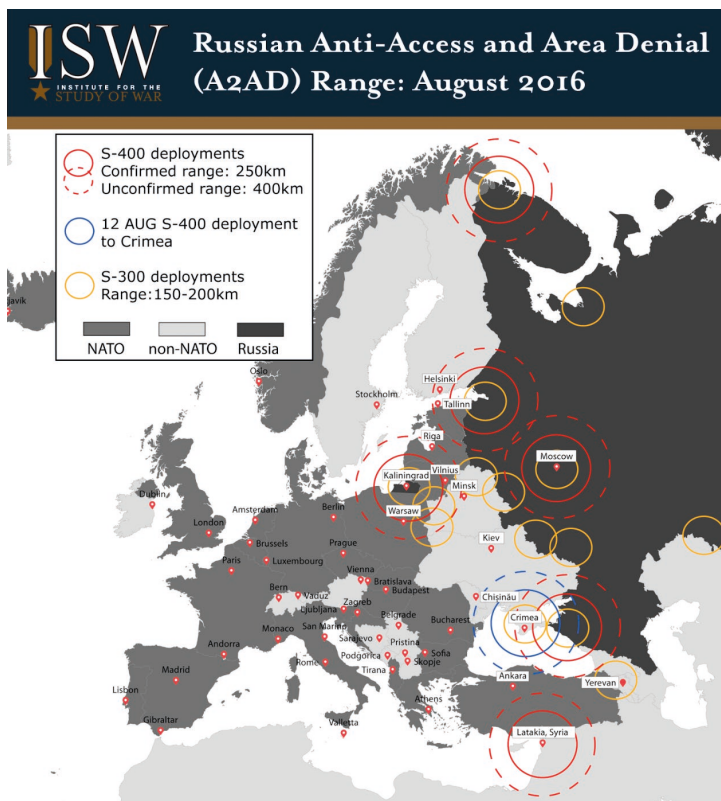 ISW
INSTITUTE FOR THE
STUDY OF WAR
Russian Anti-Access and Area Denial
(A2AD) Range: August 2016
S-400 deployments
Confirmed range: 250km
Unconfirmed range: 400km
12 AUG S-400 deployment
to Crimea
S-300 deployments
Range:150-200km
NATO
non-NATO
Russia
javík
Oslo
Stockholm
Helsinki
Tallinn
Riga
Moscow
Kaliningrad
Vilnius
Minsk
Dublin
Amsterdam
Berlin
Warsaw
London
Brussels
Prague
Kiev
Paris
Luxembourg
Vienna
Bratislava
Budapest
Chișinău
Bern
Vaduz
Ljubljana
Zagreb
Belgrade
Bucharest
Crimea
Monaco
San Marino
Sarajevo
Pristina
Andorra
Podgorica
Sofia
Skopje
Rome
Tirana
Madrid
Ankara
Yerevan
Lisbon
Athens
Gibraltar
Valletta
Latakia, Syria